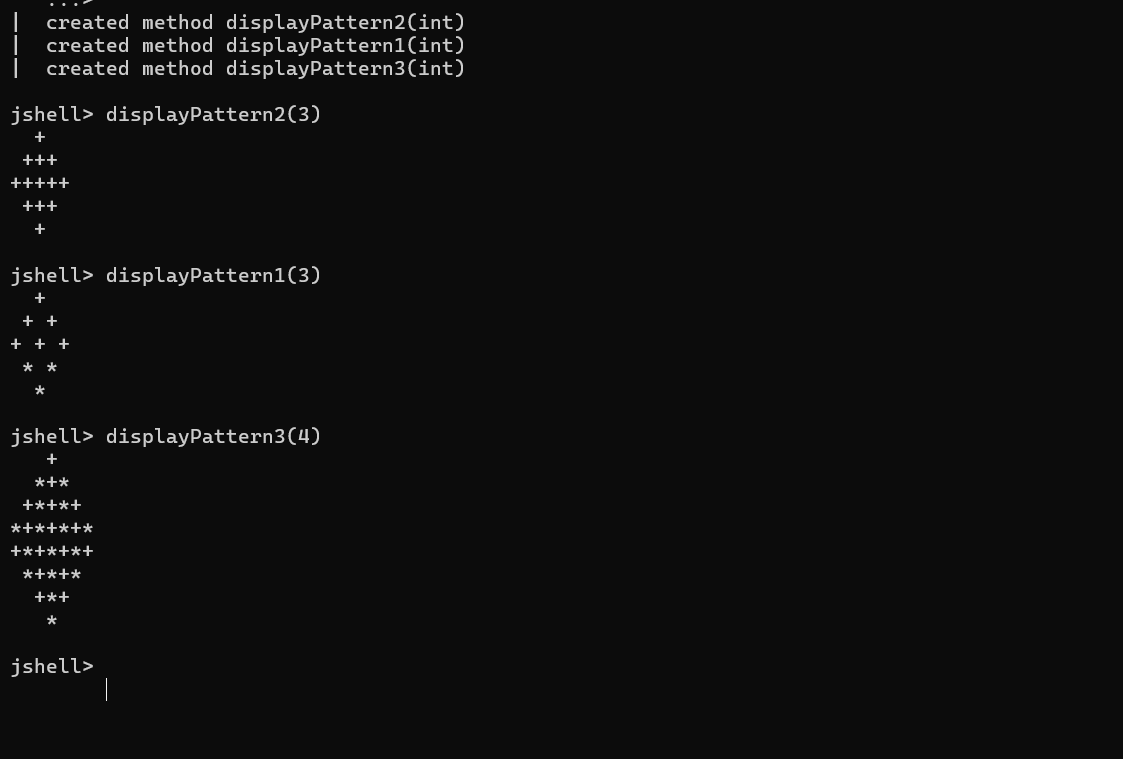 ...>
|  created method displayPattern2(int)
|  created method displayPattern1(int)
|  created method displayPattern3(int)
jshell> displayPattern2(3)
  +
 +++
+++++
 +++
  +
jshell> displayPattern1(3)
  +
 + +
+ + +
 * *
  *
jshell> displayPattern3(4)
   +
  *+*
 +*+*+
*+*+*+*
+*+*+*+
 *+*+*
  +*+
   *
jshell>